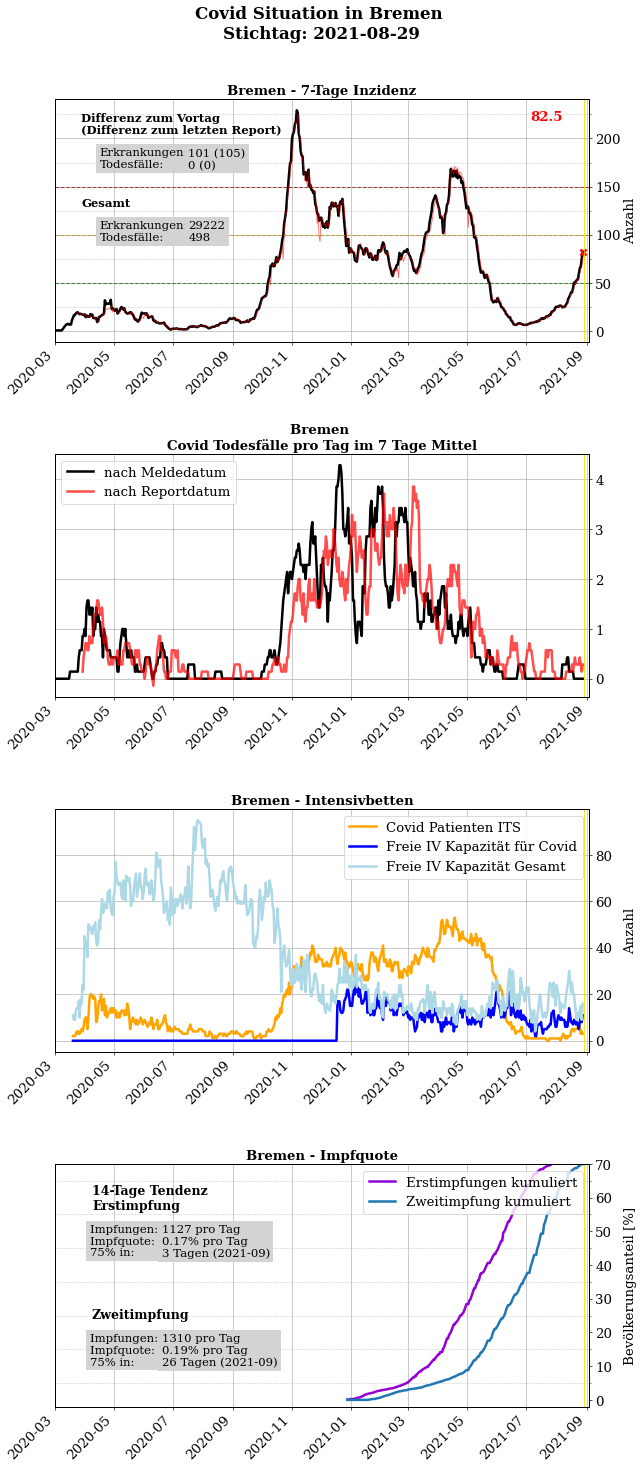 Covid Situation in Bremen
Stichtag: 2021-08-29
Bremen - 7-Tage Inzidenz
Differenz zum Vortag
(Differenz zum letzten Report)
Erkrankungen 101 (105)
Todesfälle: 0 (0)
Gesamt
Erkrankungen 29222
Todesfälle: 498
82.5
200
150
100
50
0
Anzahl
2020-03
2020-05
2020-07
2020-09
2020-11
2021-01
2021-03
2021-05
2021-07
2021-09
Bremen
Covid Todesfälle pro Tag im 7 Tage Mittel
nach Meldedatum
nach Reportdatum
4
3
2
1
0
2020-03
2020-05
2020-07
2020-09
2020-11
2021-01
2021-03
2021-05
2021-07
2021-09
Bremen - Intensivbetten
Covid Patienten ITS
Freie IV Kapazität für Covid
Freie IV Kapazität Gesamt
80
60
40
20
0
Anzahl
2020-03
2020-05
2020-07
2020-09
2020-11
2021-01
2021-03
2021-05
2021-07
2021-09
Bremen - Impfquote
14-Tage Tendenz
Erstimpfung
Impfungen: 1127 pro Tag
Impfquote: 0.17% pro Tag
75% in: 3 Tagen (2021-09)
Zweitimpfung
Impfungen: 1310 pro Tag
Impfquote: 0.19% pro Tag
75% in: 26 Tagen (2021-09)
Erstimpfungen kumuliert
Zweitimpfung kumuliert
70
60
50
40
30
20
10
0
Bevölkerungsanteil [%]
2020-03
2020-05
2020-07
2020-09
2020-11
2021-01
2021-03
2021-05
2021-07
2021-09